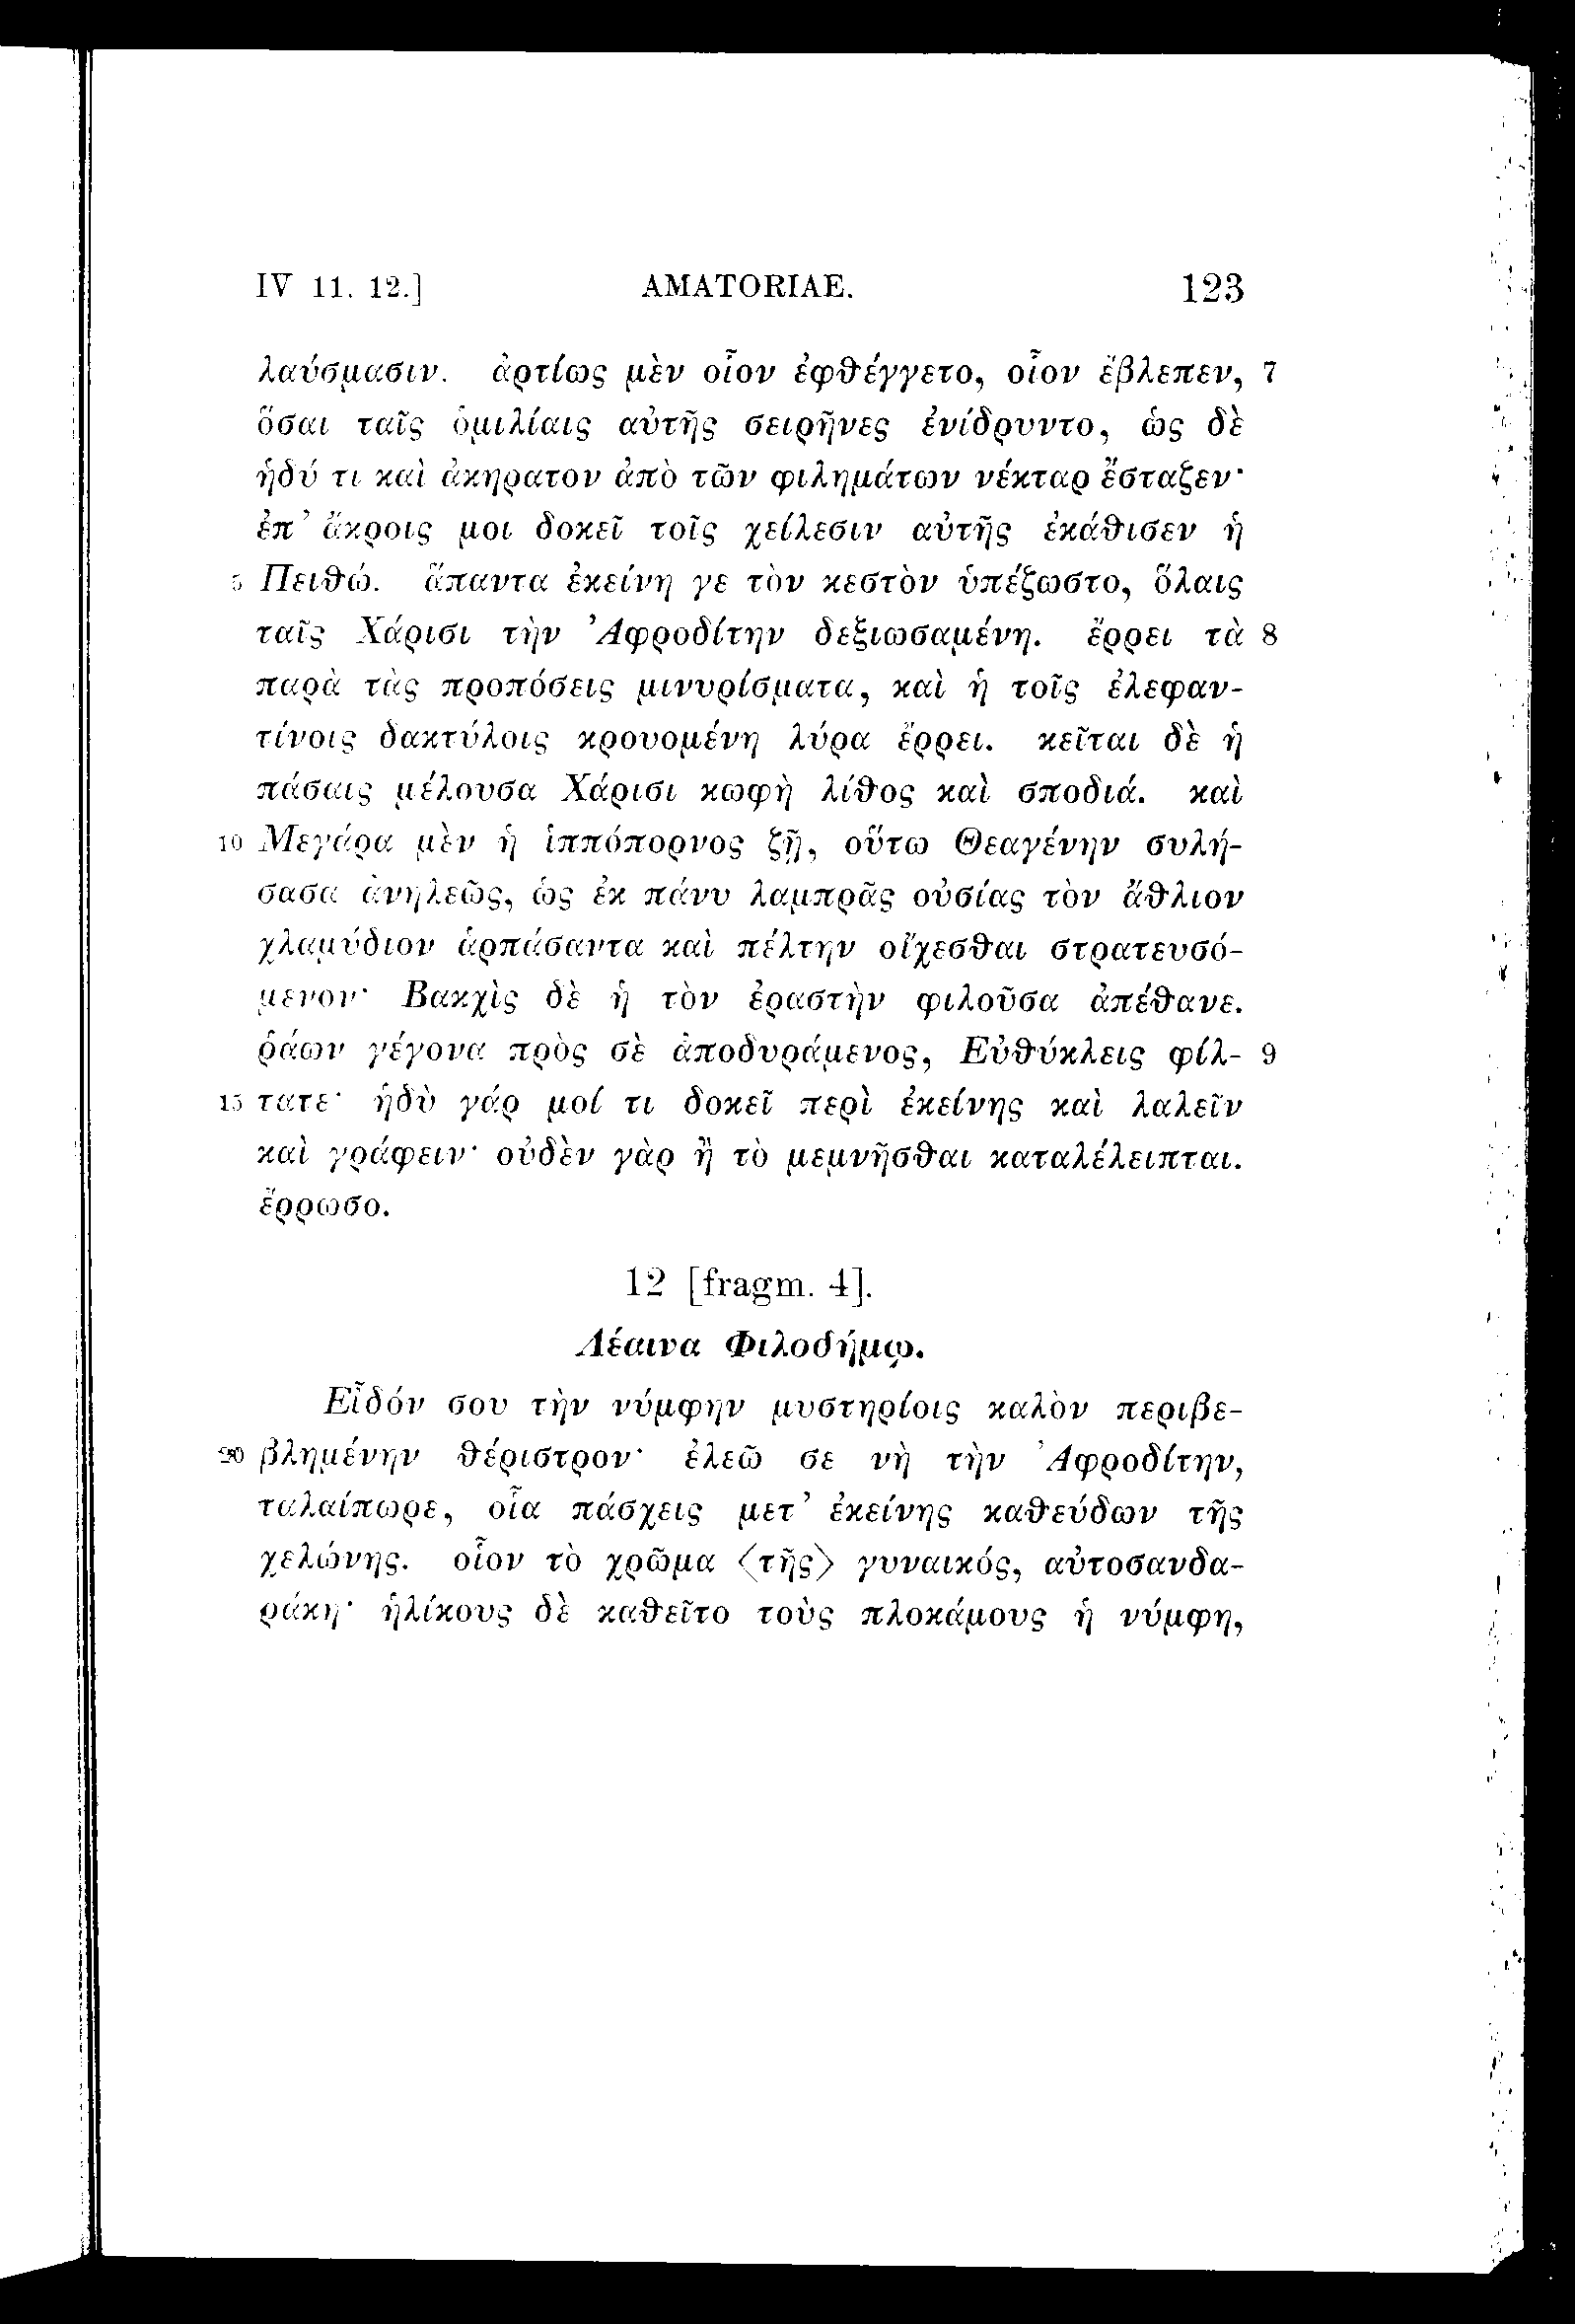 IV 11. 12.] AMATORIAE. 123
λαύσμασιν. ἀρτίως μὲν οἷον ἐφθέγγετο, οἷον ἔβλεπεν, 7
ὅσαι ταῖς ὁμιλίαις αὐτῆς σειρῆνες ἐνίδρυντο, ὡς δὲ
ἡδύ τι καὶ ἀκήρατον ἀπὸ τῶν φιλημάτων νέκταρ ἔσταξεν·
ἐπ’ ἄκροις μοι δοκεῖ τοῖς χείλεσιν αὐτῆς ἐκάθισεν ἡ
5 Πειθώ. ἅπαντα ἐκείνη γε τὸν κεστὸν ὑπέζωστο, ὅλαις
ταῖς Χάρισι τὴν Ἀφροδίτην δεξιωσαμένη. ἔρρει τὰ 8
παρὰ τὰς προπόσεις μινυρίσματα, καὶ ἡ τοῖς ἐλεφαν-
τίνοις δακτύλοις κρουομένη λύρα ἔρρει. κεῖται δὲ ἡ
πάσαις μέλουσα Χάρισι κωφὴ λίθος καὶ σποδιά. καὶ
10 Μεγάρα μὲν ἡ ἱππόπορνος ζῇ, οὕτω Θεαγένην συλή-
σασα ἀνηλεῶς, ὡς ἐκ πάνυ λαμπρᾶς οὐσίας τὸν ἄθλιον
χλαμύδιον ἁρπάσαντα καὶ πέλτην οἴχεσθαι στρατευσό-
μενον· Βακχὶς δὲ ἡ τὸν ἐραστὴν φιλοῦσα ἀπέθανε.
ῥάων γέγονα πρὸς σὲ ἀποδυράμενος, Εὐθύκλεις φίλ- 9
15 τατε· ἡδὺ γάρ μοί τι δοκεῖ περὶ ἐκείνης καὶ λαλεῖν
καὶ γράφειν· οὐδὲν γὰρ ἢ τὸ μεμνῆσθαι καταλέλειπται.
ἔρρωσο.
12 [fragm. 4].
Λέαινα Φιλοδήμῳ.
Εἶδόν σου τὴν νύμφην μυστηρίοις καλὸν περιβε-
20 βλημένην θέριστρον· ἐλεῶ σε νὴ τὴν Ἀφροδίτην,
ταλαίπωρε, οἷα πάσχεις μετ’ ἐκείνης καθεύδων τῆς
χελώνης. οἷον τὸ χρῶμα ⟨τῆς⟩ γυναικός, αὐτοσανδα-
ράκη· ἡλίκους δὲ καθεῖτο τοὺς πλοκάμους ἡ νύμφη,